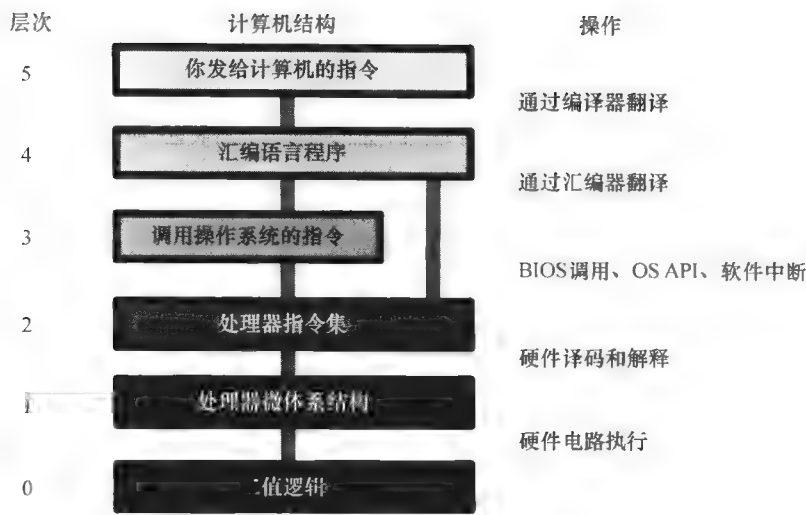 层次 计算机结构 操作
5 你发给计算机的指令
通过编译器翻译
4 汇编语言程序
通过汇编器翻译
3 调用操作系统的指令
BIOS调用、OS API、软件中断
2 处理器指令集
硬件译码和解释
1 处理器微体系结构
硬件电路执行
0 二值逻辑